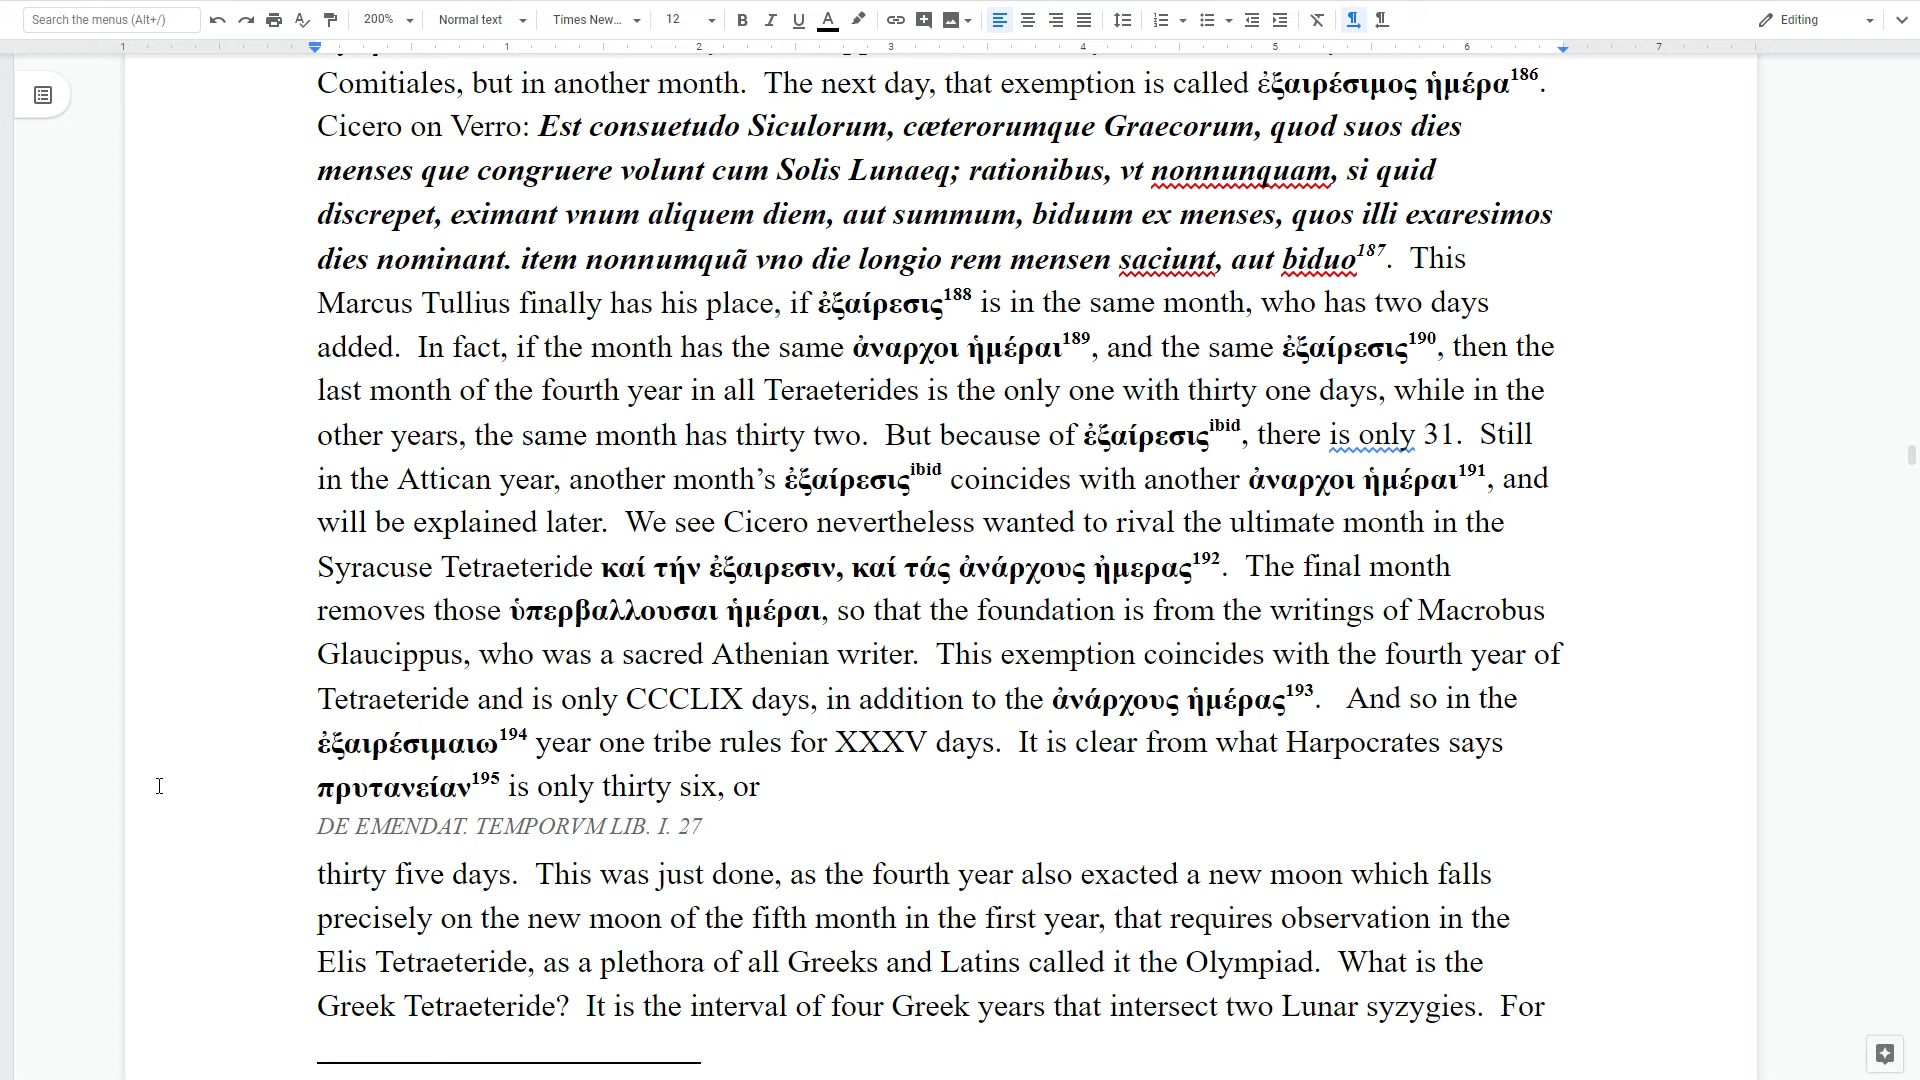 Search the menus (Alt+/) 200% Normal text Times New... 12 Editing
1 1 2 3 4 5 6 7
Comitiales, but in another month. The next day, that exemption is called ἐξαιρέσιμος ἡμέρα186.
Cicero on Verro: Est consuetudo Siculorum, cæterorumque Graecorum, quod suos dies
menses que congruere volunt cum Solis Lunaeq; rationibus, vt nonnunquam, si quid
discrepet, eximant vnum aliquem diem, aut summum, biduum ex menses, quos illi exaresimos
dies nominant. item nonnumquã vno die longio rem mensen saciunt, aut biduo187. This
Marcus Tullius finally has his place, if ἐξαίρεσις188 is in the same month, who has two days
added. In fact, if the month has the same ἀναρχοι ἡμέραι189, and the same ἐξαίρεσις190, then the
last month of the fourth year in all Teraeterides is the only one with thirty one days, while in the
other years, the same month has thirty two. But because of ἐξαίρεσιςibid, there is only 31. Still
in the Attican year, another month’s ἐξαίρεσιςibid coincides with another ἀναρχοι ἡμέραι191, and
will be explained later. We see Cicero nevertheless wanted to rival the ultimate month in the
Syracuse Tetraeteride καί τήν ἐξαιρεσιν, καί τάς ἀνάρχους ἡμερας192. The final month
removes those ὑπερβαλλουσαι ἡμέραι, so that the foundation is from the writings of Macrobus
Glaucippus, who was a sacred Athenian writer. This exemption coincides with the fourth year of
Tetraeteride and is only CCCLIX days, in addition to the ἀνάρχους ἡμέρας193. And so in the
ἐξαιρέσιμαιω194 year one tribe rules for XXXV days. It is clear from what Harpocrates says
πρυτανείαν195 is only thirty six, or
DE EMENDAT. TEMPORVM LIB. I. 27
thirty five days. This was just done, as the fourth year also exacted a new moon which falls
precisely on the new moon of the fifth month in the first year, that requires observation in the
Elis Tetraeteride, as a plethora of all Greeks and Latins called it the Olympiad. What is the
Greek Tetraeteride? It is the interval of four Greek years that intersect two Lunar syzygies. For